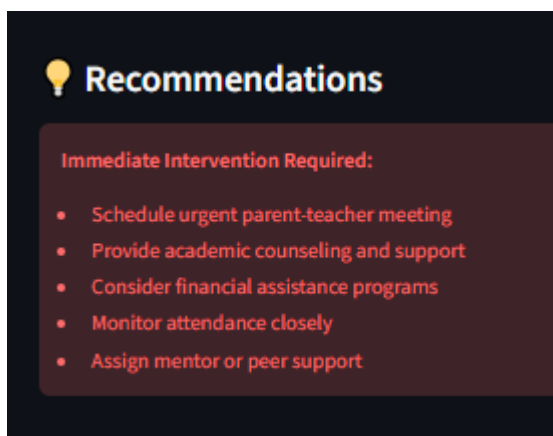 💡 Recommendations
Immediate Intervention Required:
• Schedule urgent parent-teacher meeting
• Provide academic counseling and support
• Consider financial assistance programs
• Monitor attendance closely
• Assign mentor or peer support